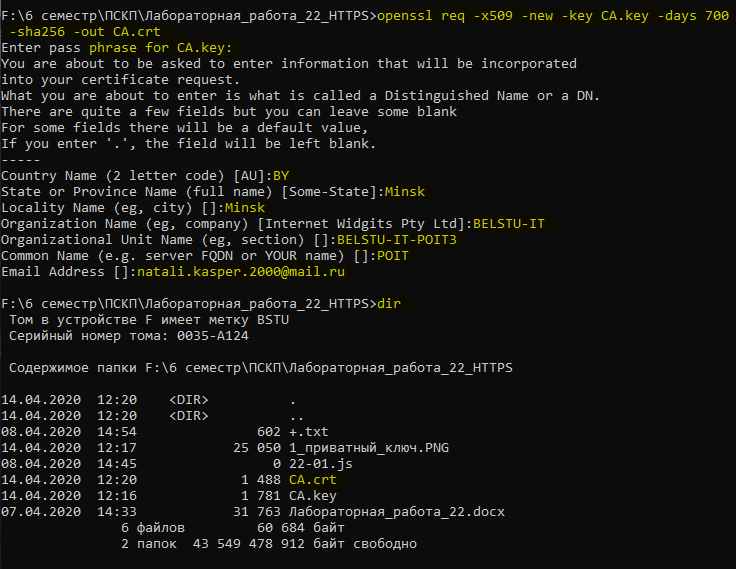 F:\6 семестр\ПСКП\Лабораторная_работа_22_HTTPS>openssl req -x509 -new -key CA.key -days 700
-sha256 -out CA.crt
Enter pass phrase for CA.key:
You are about to be asked to enter information that will be incorporated
into your certificate request.
What you are about to enter is what is called a Distinguished Name or a DN.
There are quite a few fields but you can leave some blank
For some fields there will be a default value,
If you enter '.', the field will be left blank.
-----
Country Name (2 letter code) [AU]:BY
State or Province Name (full name) [Some-State]:Minsk
Locality Name (eg, city) []:Minsk
Organization Name (eg, company) [Internet Widgits Pty Ltd]:BELSTU-IT
Organizational Unit Name (eg, section) []:BELSTU-IT-POIT3
Common Name (e.g. server FQDN or YOUR name) []:POIT
Email Address []:natali.kasper.2000@mail.ru

F:\6 семестр\ПСКП\Лабораторная_работа_22_HTTPS>dir
Том в устройстве F имеет метку BSTU
Серийный номер тома: 0035-A124

Содержимое папки F:\6 семестр\ПСКП\Лабораторная_работа_22_HTTPS

14.04.2020  12:20    <DIR>          .
14.04.2020  12:20    <DIR>          ..
08.04.2020  14:54               602 +.txt
14.04.2020  12:17            25 050 1_приватный_ключ.PNG
08.04.2020  14:45                 0 22-01.js
14.04.2020  12:20             1 488 CA.crt
14.04.2020  12:16             1 781 CA.key
07.04.2020  14:33            31 763 Лабораторная_работа_22.docx
6 файлов         60 684 байт
2 папок  43 549 478 912 байт свободно